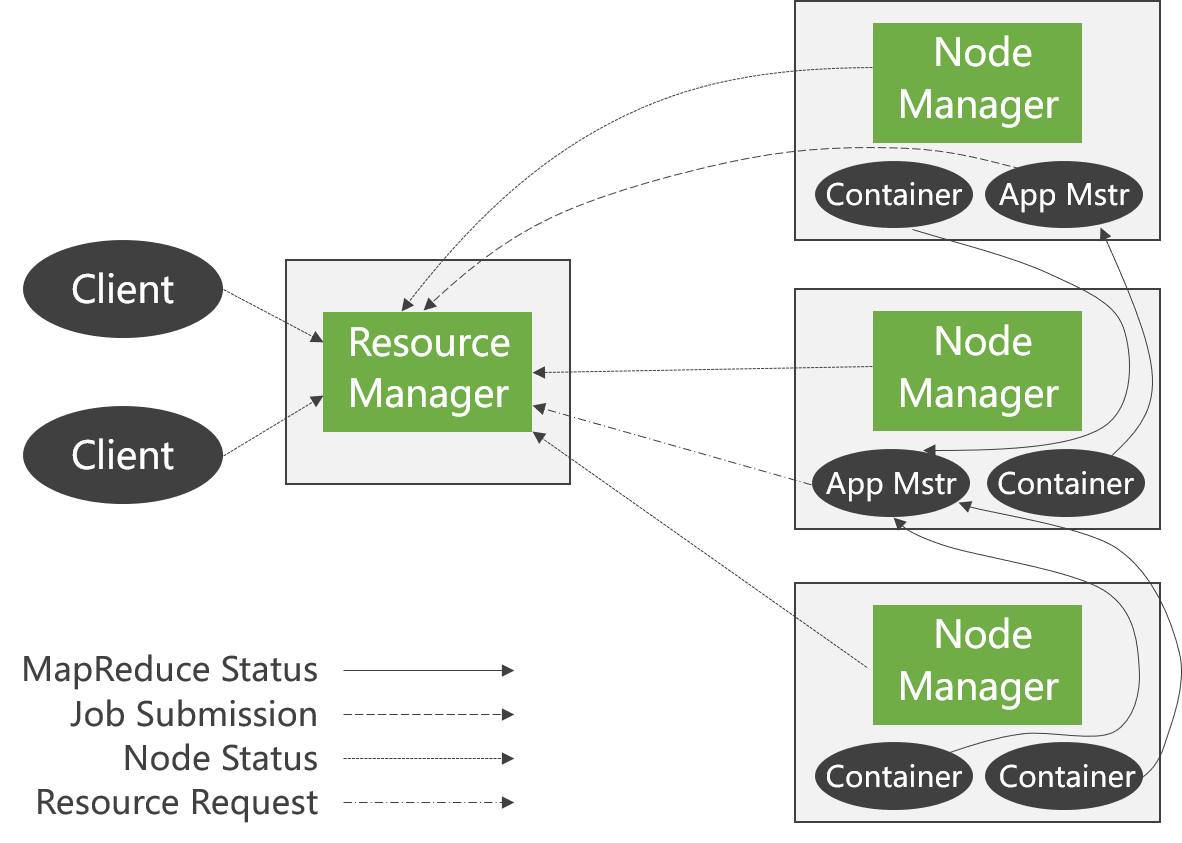 Node
Manager
Container
App Mstr
Client
Client
Resource
Manager
Node
Manager
App Mstr
Container
Node
Manager
Container
Container
MapReduce Status
Job Submission
Node Status
Resource Request